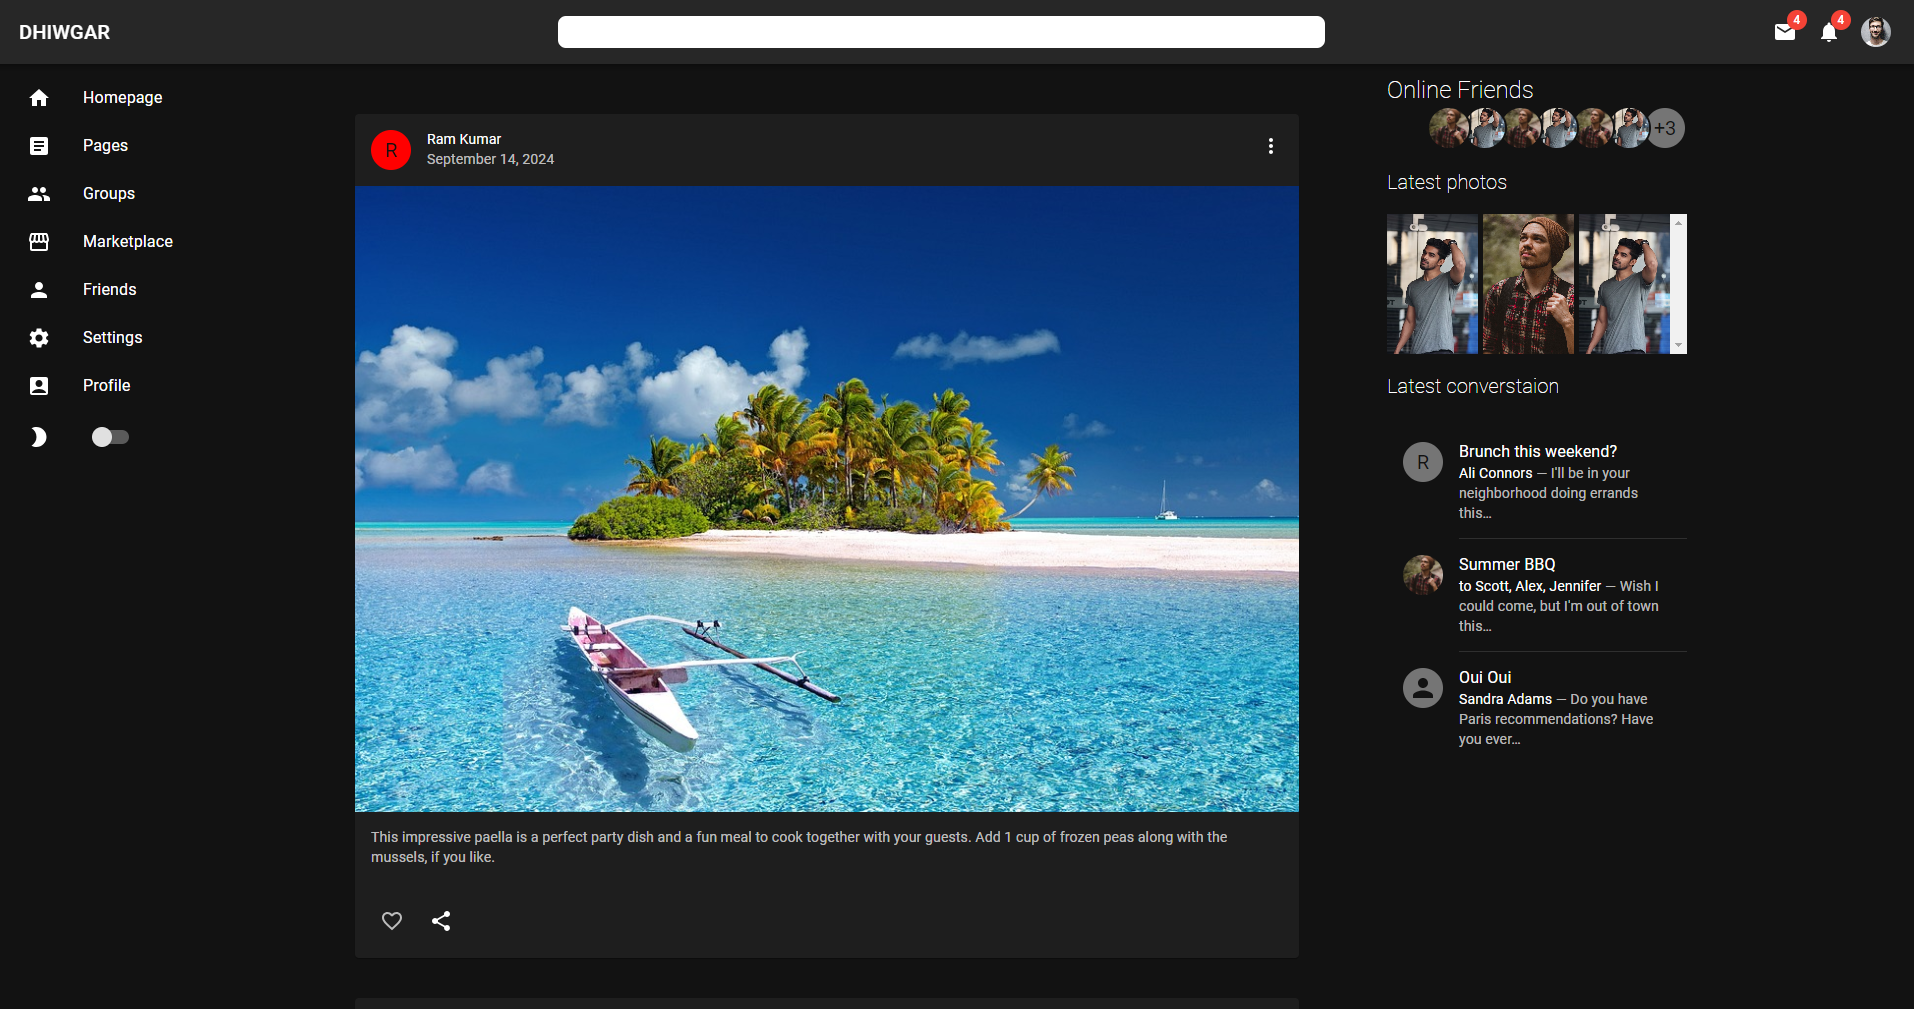 DHIWGAR
4
4
Homepage
Pages
Groups
Marketplace
Friends
Settings
Profile
R
Ram Kumar
September 14, 2024
This impressive paella is a perfect party dish and a fun meal to cook together with your guests. Add 1 cup of frozen peas along with the
mussels, if you like.
Online Friends
+3
Latest photos
Latest converstaion
R
Brunch this weekend?
Ali Connors — I'll be in your
neighborhood doing errands
this…
Summer BBQ
to Scott, Alex, Jennifer — Wish I
could come, but I'm out of town
this…
Oui Oui
Sandra Adams — Do you have
Paris recommendations? Have
you ever…